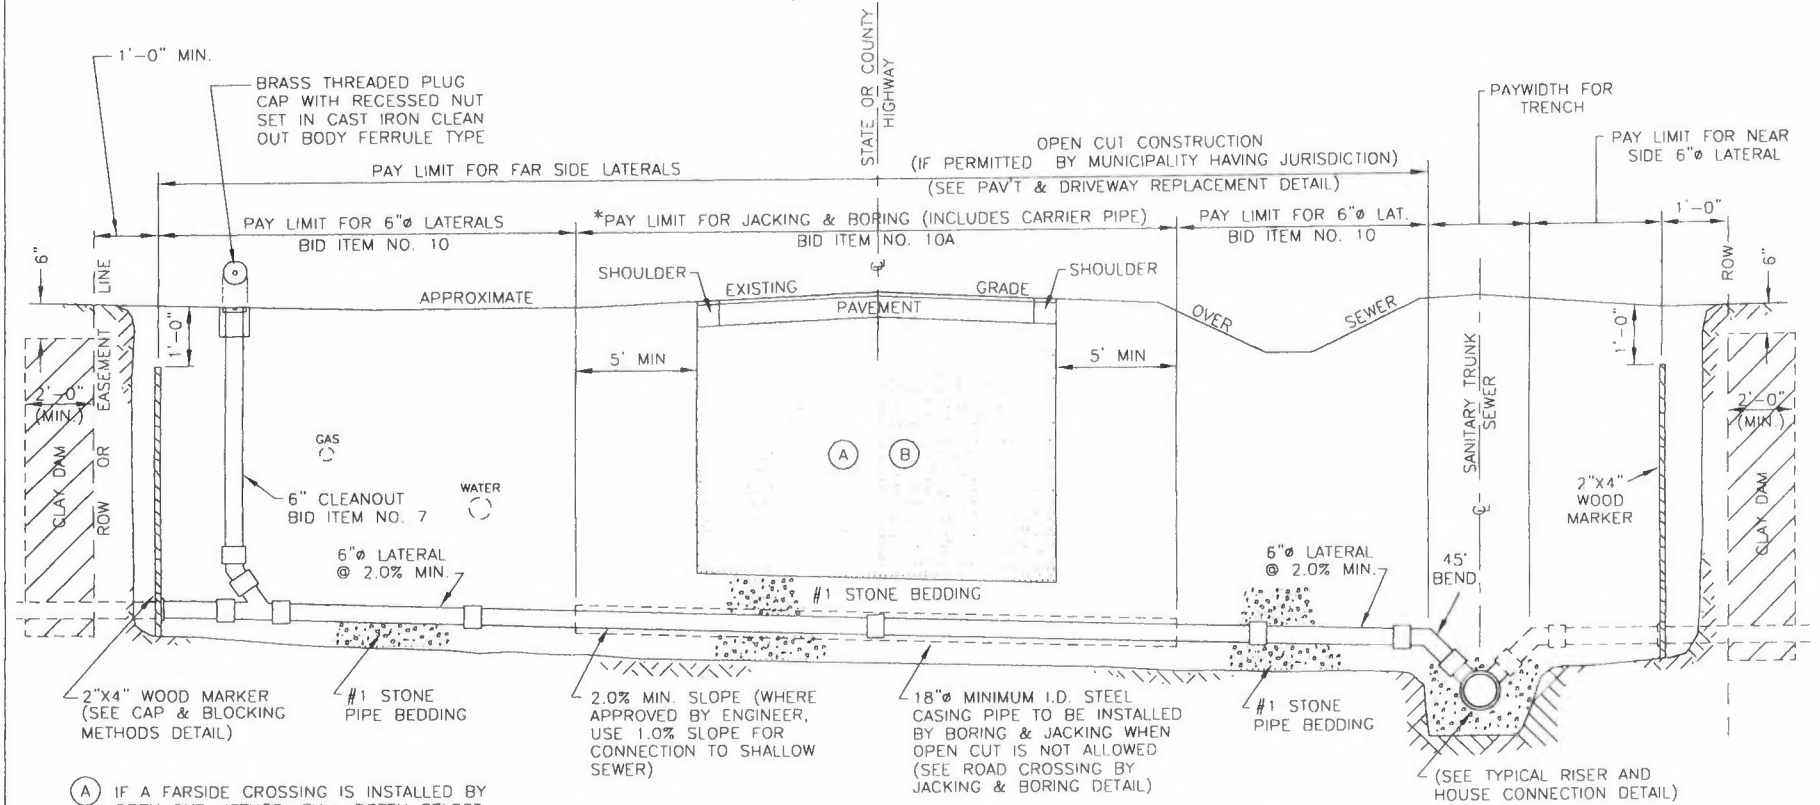 1'-0" MIN.
BRASS THREADED PLUG
CAP WITH RECESSED NUT
SET IN CAST IRON CLEAN
OUT BODY FERRULE TYPE
STATE OR COUNTY
HIGHWAY
PAYWIDTH FOR
TRENCH
OPEN CUT CONSTRUCTION
(IF PERMITTED BY MUNICIPALITY HAVING JURISDICTION)
(SEE PAV'T & DRIVEWAY REPLACEMENT DETAIL)
PAY LIMIT FOR NEAR
SIDE 6"ø LATERAL
PAY LIMIT FOR FAR SIDE LATERALS
PAY LIMIT FOR 6"ø LATERALS
BID ITEM NO. 10
*PAY LIMIT FOR JACKING & BORING (INCLUDES CARRIER PIPE)
BID ITEM NO. 10A
PAY LIMIT FOR 6"ø LAT.
BID ITEM NO. 10
1'-0"
6"
ROW OR EASEMENT LINE
SHOULDER
SHOULDER
APPROXIMATE
EXISTING
GRADE
PAVEMENT
OVER
SEWER
ROW
6"
1'-0"
5' MIN
5' MIN
1'-0"
2'-0"
(MIN.)
CLAY DAM
GAS
WATER
6" CLEANOUT
BID ITEM NO. 7
A
B
SANITARY TRUNK
SEWER
2"X4"
WOOD
MARKER
2'-0"
(MIN.)
CLAY DAM
6"ø LATERAL
@ 2.0% MIN.
#1 STONE BEDDING
6"ø LATERAL
@ 2.0% MIN.
45°
BEND
2"X4" WOOD MARKER
(SEE CAP & BLOCKING
METHODS DETAIL)
#1 STONE
PIPE BEDDING
2.0% MIN. SLOPE (WHERE
APPROVED BY ENGINEER,
USE 1.0% SLOPE FOR
CONNECTION TO SHALLOW
SEWER)
18"ø MINIMUM I.D. STEEL
CASING PIPE TO BE INSTALLED
BY BORING & JACKING WHEN
OPEN CUT IS NOT ALLOWED
(SEE ROAD CROSSING BY
JACKING & BORING DETAIL)
#1 STONE
PIPE BEDDING
(SEE TYPICAL RISER AND
HOUSE CONNECTION DETAIL)
A IF A FARSIDE CROSSING IS INSTALLED BY